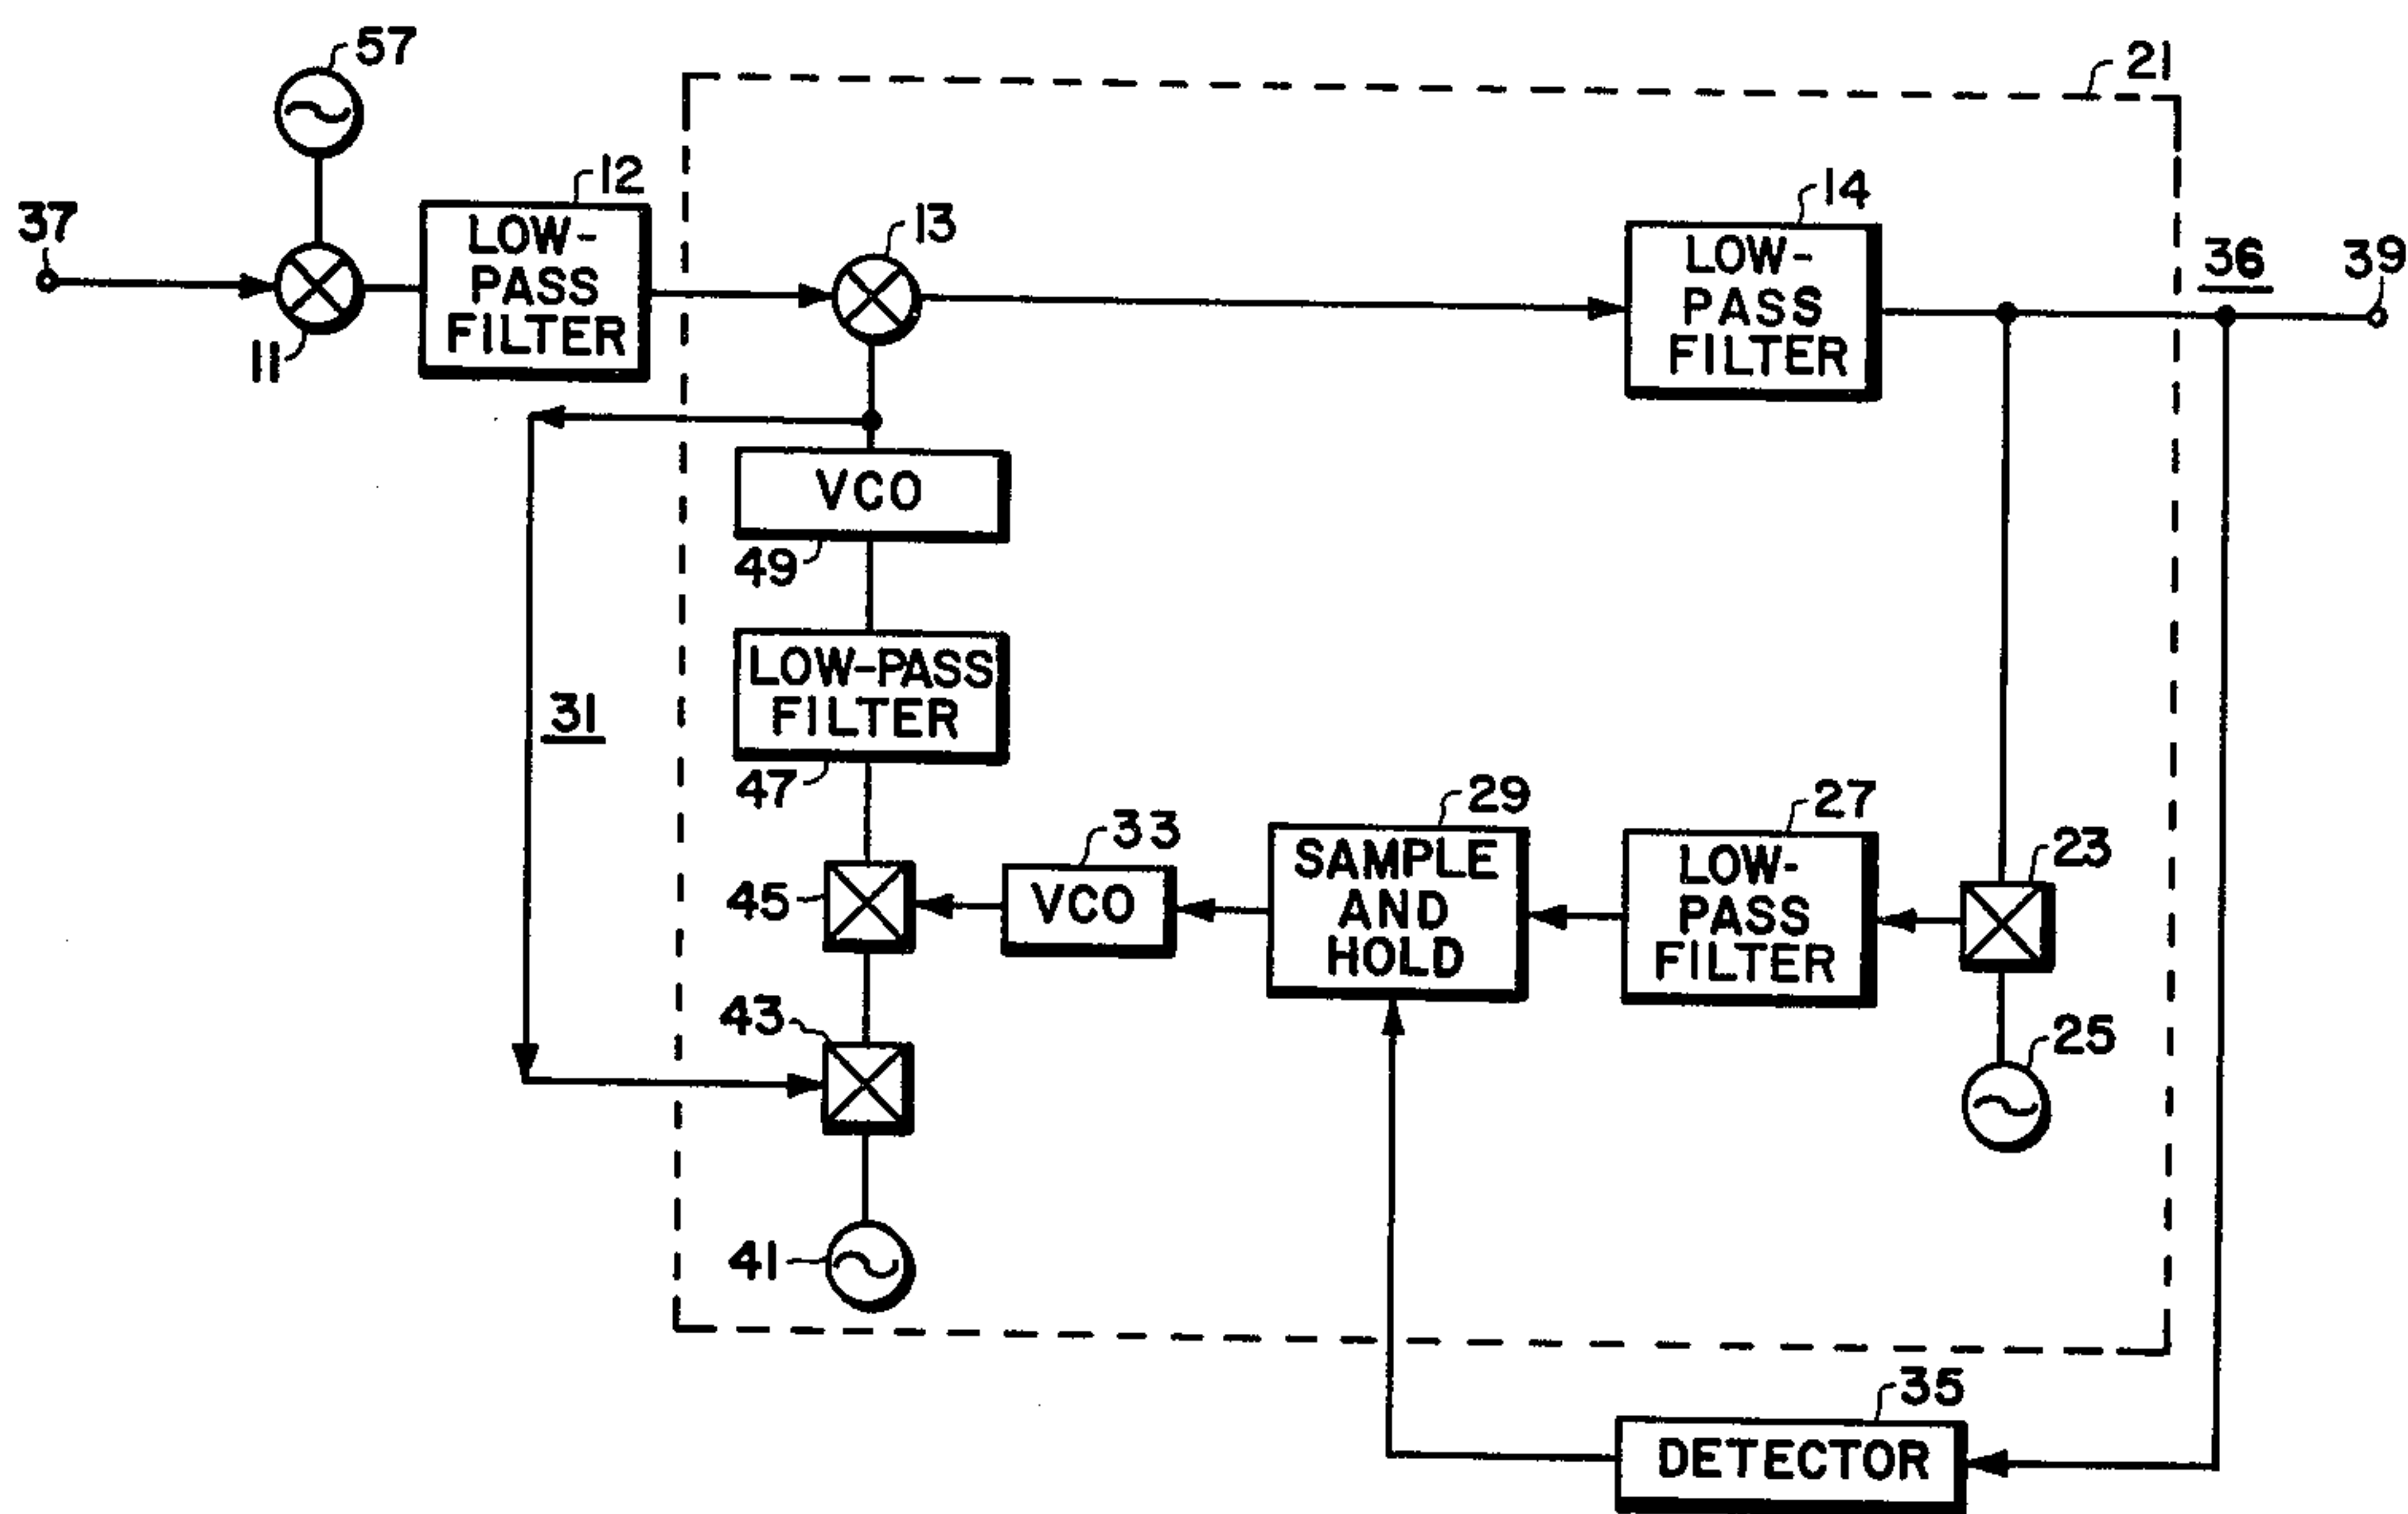 57
21
12
14
37
13
36
39
LOW-
PASS
FILTER
LOW-
PASS
FILTER
11
VCO
49
LOW-PASS
FILTER
31
47
29
27
33
23
SAMPLE
AND
HOLD
LOW-
PASS
FILTER
45
VCO
43
25
41
35
DETECTOR